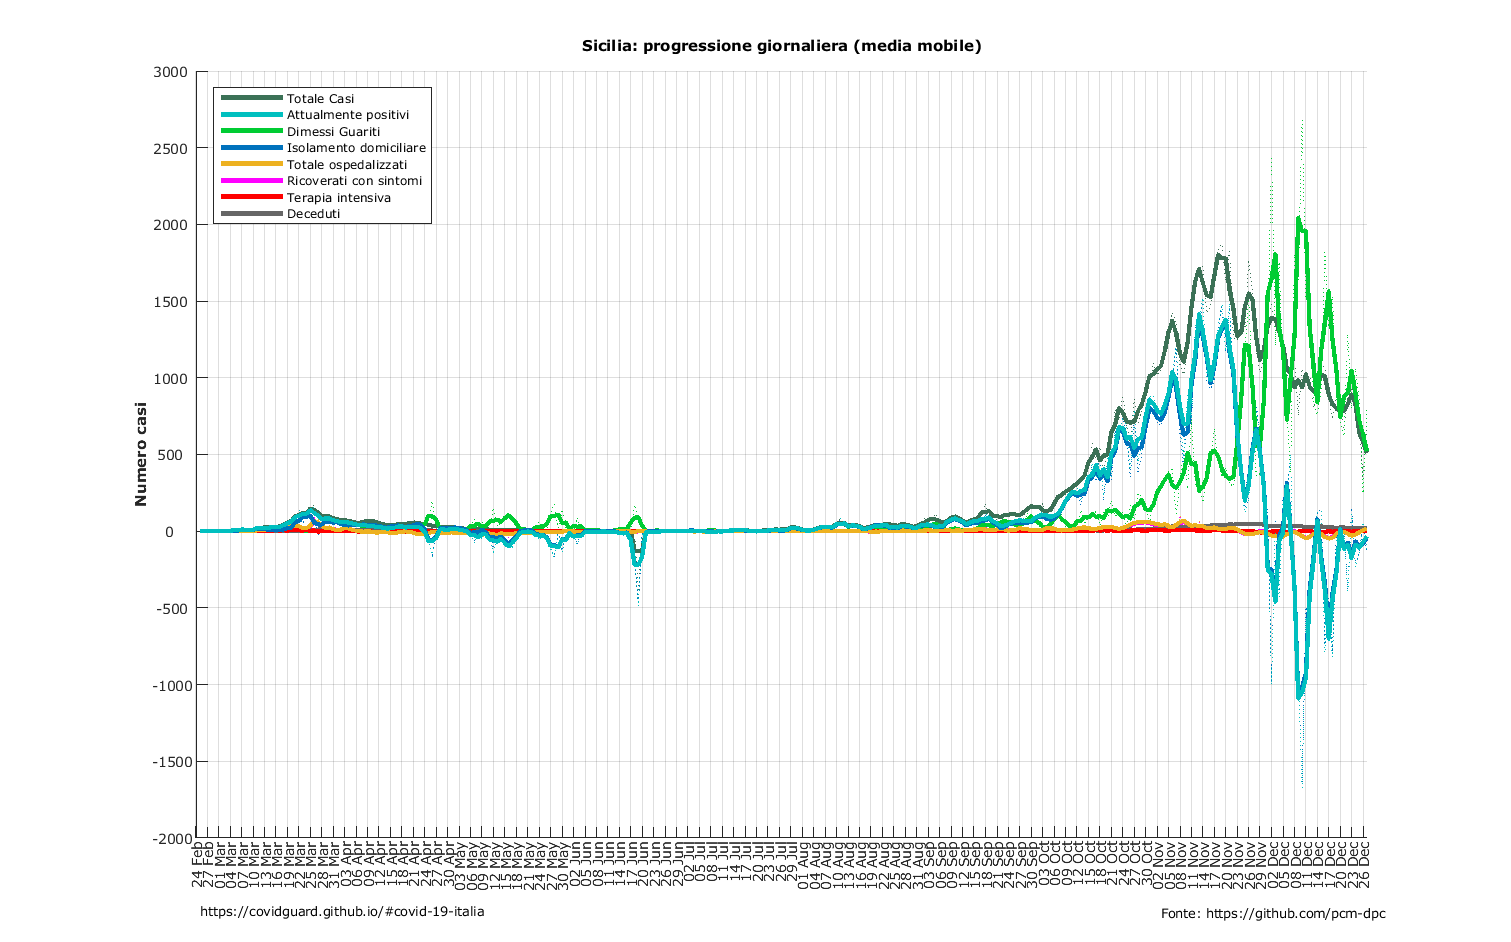 Sicilia: progressione giornaliera (media mobile)
3000
2500
2000
1500
1000
500
0
-500
-1000
-1500
-2000
Numero casi
Totale Casi
Attualmente positivi
Dimessi Guariti
Isolamento domiciliare
Totale ospedalizzati
Ricoverati con sintomi
Terapia intensiva
Deceduti
24 Feb
27 Feb
01 Mar
04 Mar
07 Mar
10 Mar
13 Mar
16 Mar
19 Mar
22 Mar
25 Mar
28 Mar
31 Mar
03 Apr
06 Apr
09 Apr
12 Apr
15 Apr
18 Apr
21 Apr
24 Apr
27 Apr
30 Apr
03 May
06 May
09 May
12 May
15 May
18 May
21 May
24 May
27 May
30 May
02 Jun
05 Jun
08 Jun
11 Jun
14 Jun
17 Jun
20 Jun
23 Jun
26 Jun
29 Jun
02 Jul
05 Jul
08 Jul
11 Jul
14 Jul
17 Jul
20 Jul
23 Jul
26 Jul
29 Jul
01 Aug
04 Aug
07 Aug
10 Aug
13 Aug
16 Aug
19 Aug
22 Aug
25 Aug
28 Aug
31 Aug
03 Sep
06 Sep
09 Sep
12 Sep
15 Sep
18 Sep
21 Sep
24 Sep
27 Sep
30 Sep
03 Oct
06 Oct
09 Oct
12 Oct
15 Oct
18 Oct
21 Oct
24 Oct
27 Oct
30 Oct
02 Nov
05 Nov
08 Nov
11 Nov
14 Nov
17 Nov
20 Nov
23 Nov
26 Nov
29 Nov
02 Dec
05 Dec
08 Dec
11 Dec
14 Dec
17 Dec
20 Dec
23 Dec
26 Dec
https://covidguard.github.io/#covid-19-italia
Fonte: https://github.com/pcm-dpc